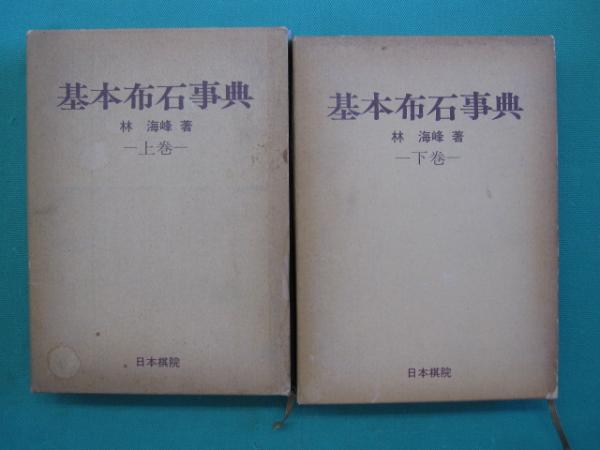 基本布石事典
林 海峰 著
―上巻―
日本棋院
基本布石事典
林 海峰 著
―下巻―
日本棋院